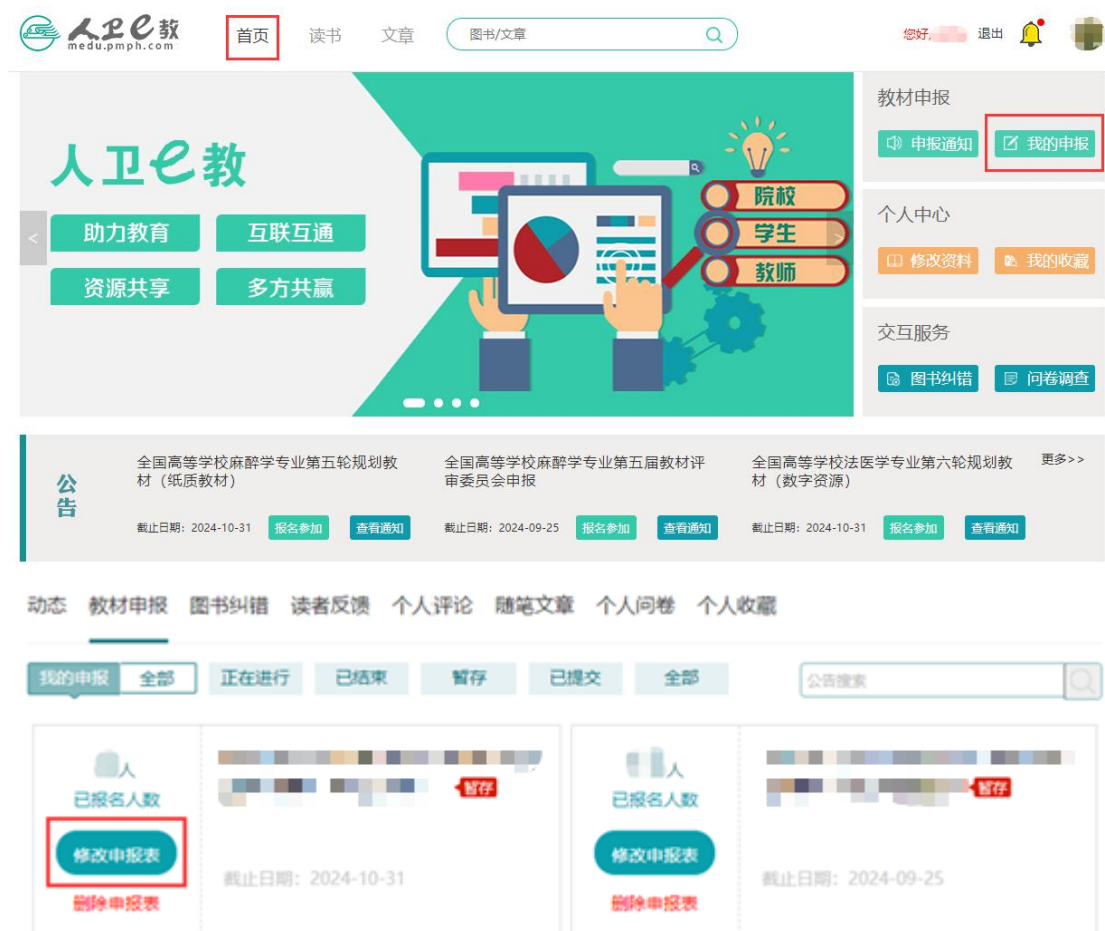 人卫e教
medu.pmph.com
首页 读书 文章 图书/文章 您好, 退出
教材申报
申报通知 我的申报
人卫e教
助力教育 互联互通
资源共享 多方共赢
院校
学生
教师
个人中心
修改资料 我的收藏
交互服务
图书纠错 问卷调查
公告
全国高等学校麻醉学专业第五轮规划教
材（纸质教材）
截止日期：2024-10-31 报名参加 查看通知
全国高等学校麻醉学专业第五届教材评
审委员会申报
截止日期：2024-09-25 报名参加 查看通知
全国高等学校法医学专业第六轮规划教
材（数字资源）
截止日期：2024-10-31 报名参加 查看通知
更多>>
动态 教材申报 图书纠错 读者反馈 个人评论 随笔文章 个人问卷 个人收藏
我的申报 全部 正在进行 已结束 暂存 已提交 全部 公告搜索
人
已报名人数
暂存
修改申报表
截止日期：2024-10-31
删除申报表
人
已报名人数
暂存
修改申报表
截止日期：2024-09-25
删除申报表